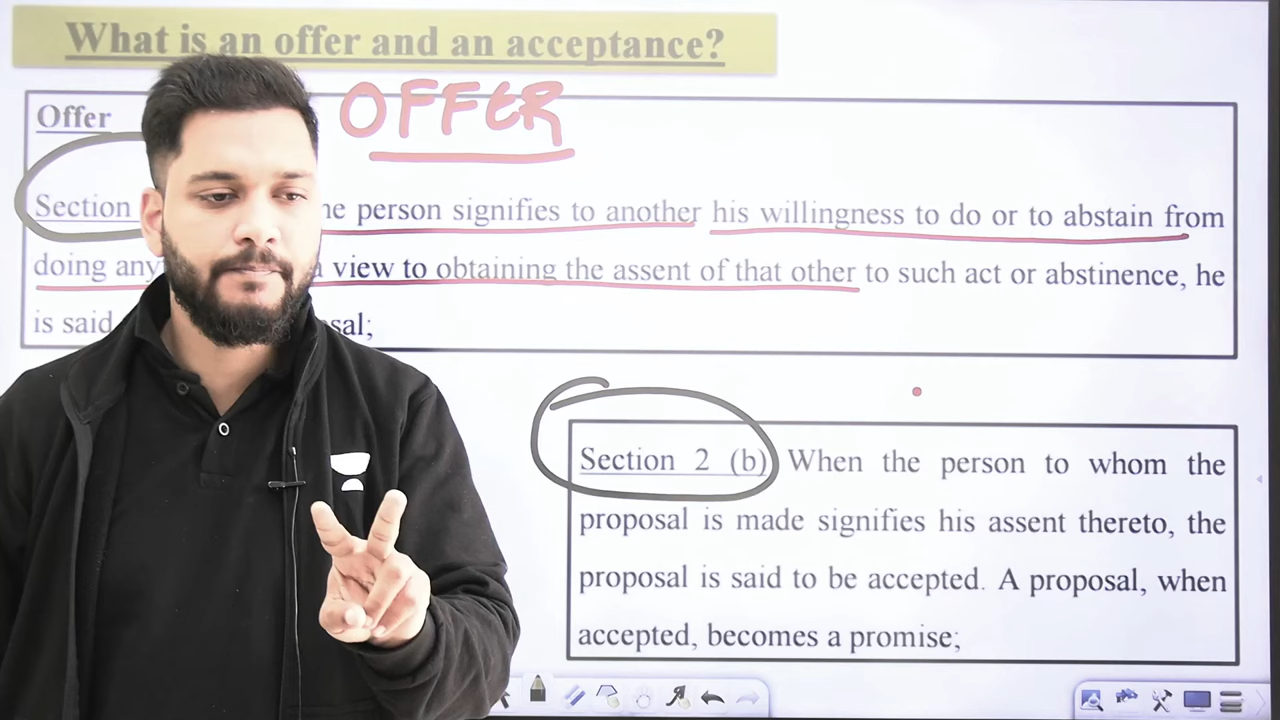 What is an offer and an acceptance?
Offer
OFFER
Section
person signifies to another his willingness to do or to abstain from
doing view to obtaining the assent of that other to such act or abstinence, he
is said
Section 2 (b) When the person to whom the
proposal is made signifies his assent thereto, the
proposal is said to be accepted. A proposal, when
accepted, becomes a promise;